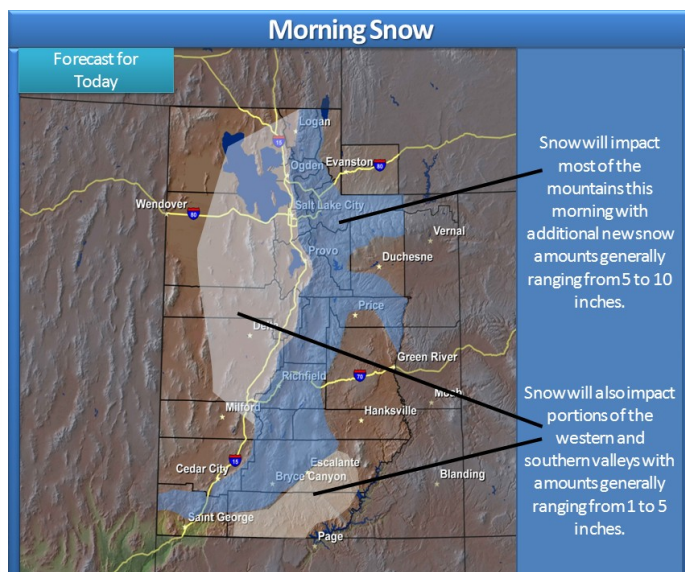 Morning Snow
Forecast for
Today
Logan
15
Ogden
Evanston
80
Salt Lake City
Wendover
80
Vernal
Provo
Duchesne
Price
Delta
Green River
Richfield
70
Moab
Milford
Hanksville
15
Escalante
Cedar City
Bryce Canyon
Blanding
Saint George
Page
Snow will impact
most of the
mountains this
morning with
additional new snow
amounts generally
ranging from 5 to 10
inches.
Snow will also impact
portions of the
western and
southern valleys with
amounts generally
ranging from 1 to 5
inches.